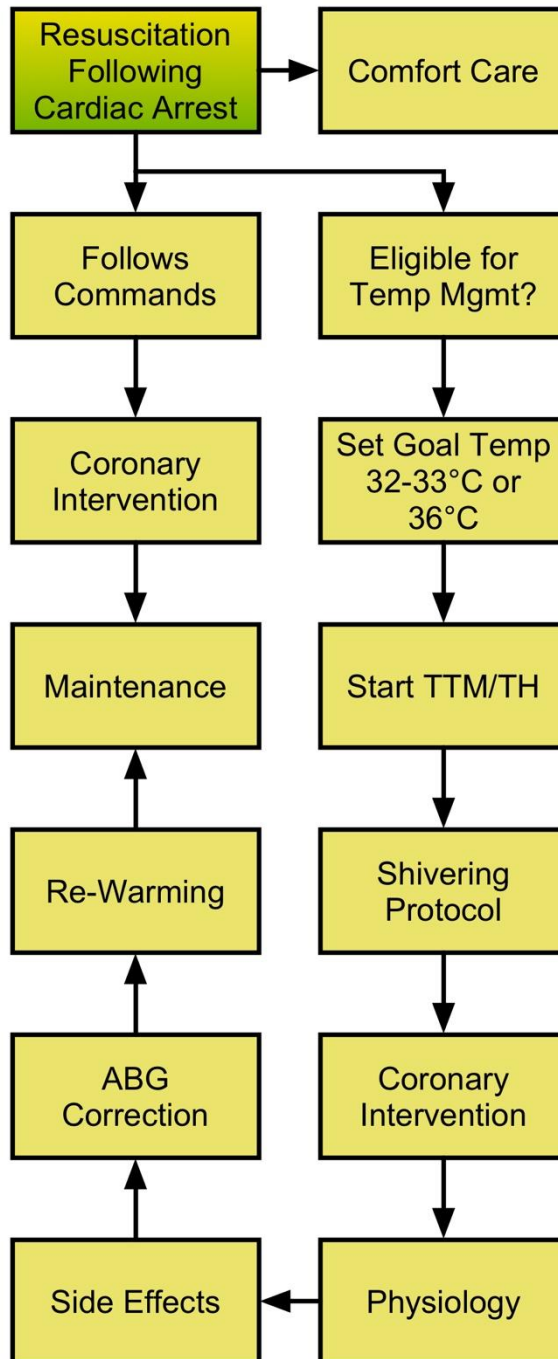 Resuscitation
Following
Cardiac Arrest
Comfort Care
Follows
Commands
Eligible for
Temp Mgmt?
Coronary
Intervention
Set Goal Temp
32-33°C or
36°C
Maintenance
Start TTM/TH
Re-Warming
Shivering
Protocol
ABG
Correction
Coronary
Intervention
Side Effects
Physiology